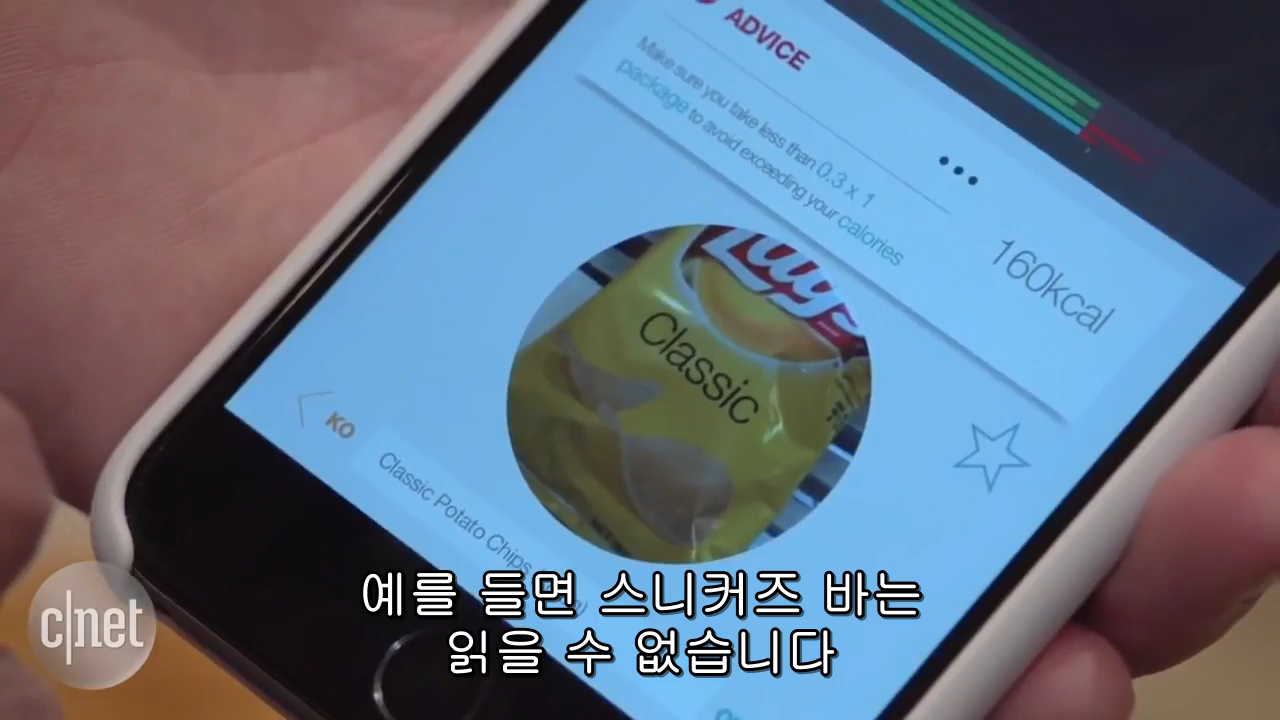 ADVICE
Make sure you take less than 0.3 x 1
package to avoid exceeding your calories
160kcal
Lay's
Classic
KO
Classic Potato Chips
예를 들면 스니커즈 바는
읽을 수 없습니다
c|net